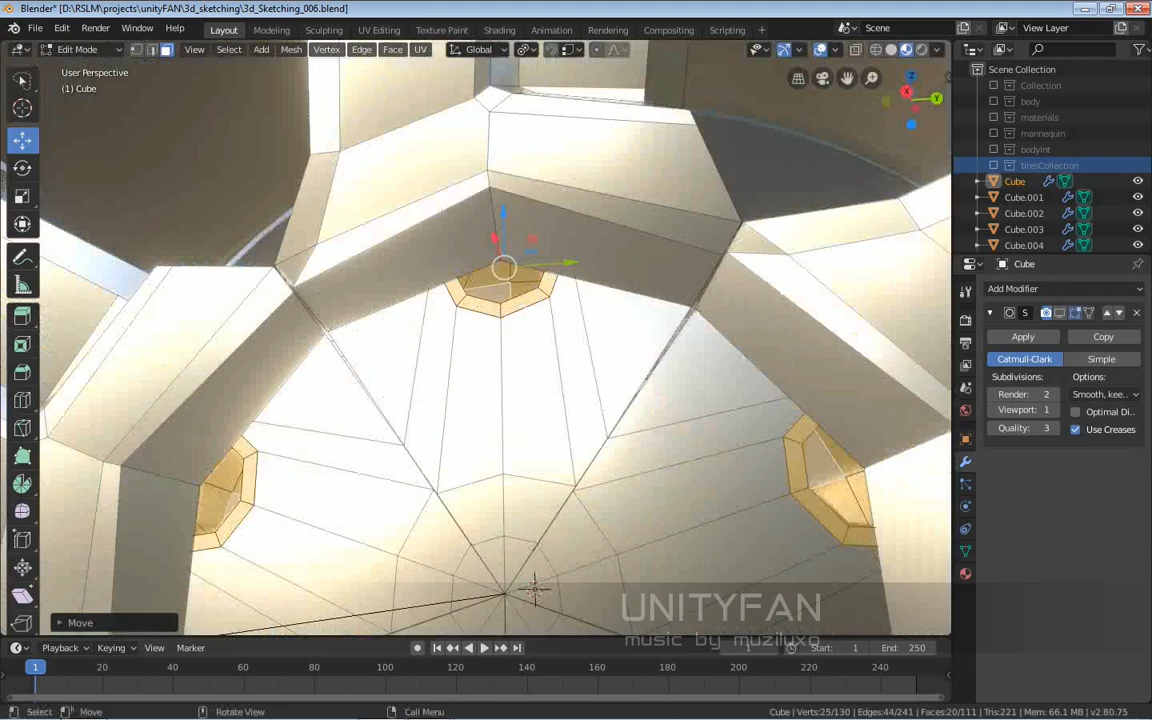 Blender* [D:\RSLM\projects\unityFAN\3d_sketching\3d_Sketching_006.blend]
File Edit Render Window Help Layout Modeling Sculpting UV Editing Texture Paint Shading Animation Rendering Compositing Scripting Scene View Layer
Edit Mode View Select Add Mesh Vertex Edge Face UV Global
User Perspective
(1) Cube
Z
X
Y
Scene Collection
Collection
body
materials
mannequin
bodyInt
tiresCollection
Cube
Cube.001
Cube.002
Cube.003
Cube.004
Cube
Add Modifier
S
Apply Copy
Catmull-Clark Simple
Subdivisions: Options:
Render: 2 Smooth, kee..
Viewport: 1 Optimal Di..
Quality: 3 Use Creases
UNITYFAN
music by muziluxo
Move
Playback Keying View Marker 1 Start: 1 End: 250
1 20 40 60 80 100 120 140 160 180 200 220 240
Select Move Rotate View Call Menu Cube | Verts:25/130 | Edges:44/241 | Faces:20/111 | Tris:221 | Mem: 66.1 MB | v2.80.75